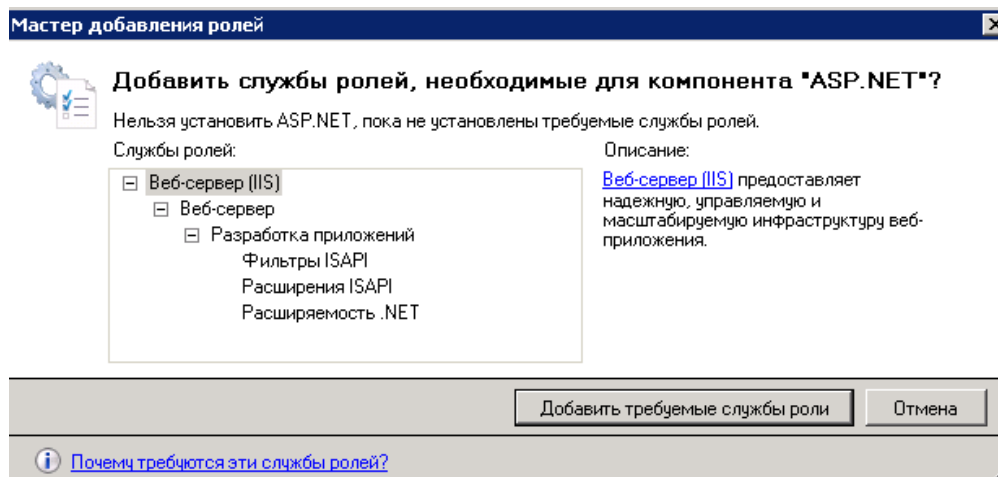 Мастер добавления ролей
Добавить службы ролей, необходимые для компонента "ASP.NET"?
Нельзя установить ASP.NET, пока не установлены требуемые службы ролей.
Службы ролей:
Веб-сервер (IIS)
Веб-сервер
Разработка приложений
Фильтры ISAPI
Расширения ISAPI
Расширяемость .NET
Описание:
Веб-сервер (IIS) предоставляет
надежную, управляемую и
масштабируемую инфраструктуру веб-
приложения.
Добавить требуемые службы роли
Отмена
Почему требуются эти службы ролей?